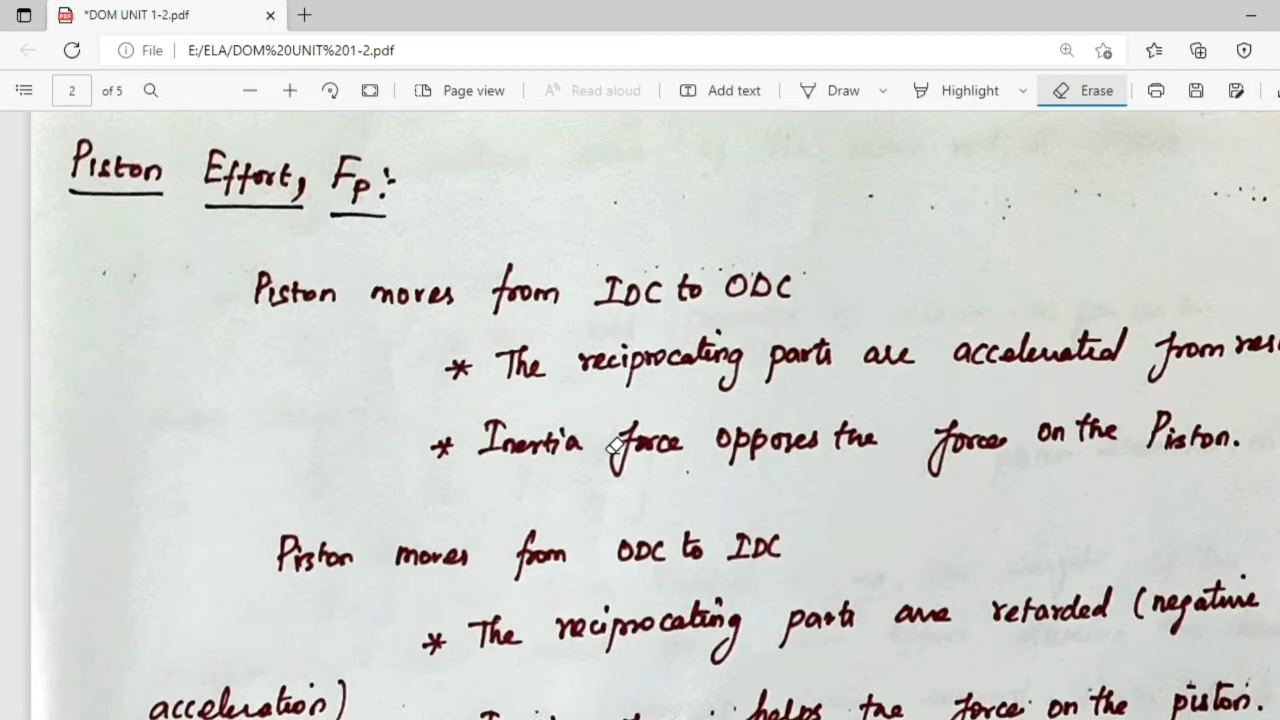 *DOM UNIT 1-2.pdf
File E:/ELA/DOM%20UNIT%201-2.pdf
2 of 5 Page view Read aloud Add text Draw Highlight Erase
Piston Effort, Fp:-
Piston moves from IDC to ODC
* The reciprocating parts are accelerated from res
* Inertia force opposes the force on the Piston.
Piston moves from ODC to IDC
* The reciprocating parts are retarded (negative
acceleration) helps the force on the piston.